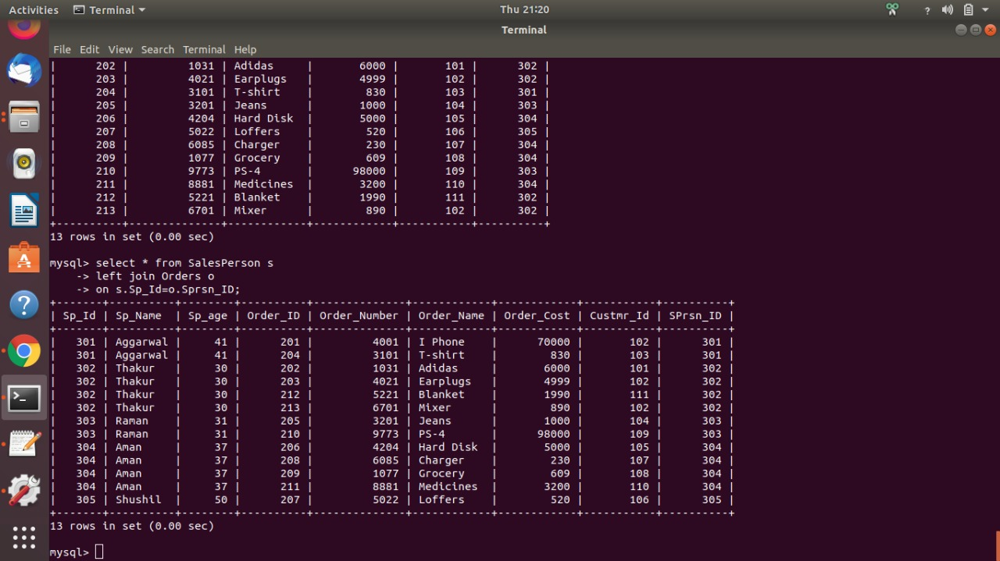 Activities Terminal Thu 21:20 ?
Terminal
File Edit View Search Terminal Help
| 202 | 1031 | Adidas | 6000 | 101 | 302 |
| 203 | 4021 | Earplugs | 4999 | 102 | 302 |
| 204 | 3101 | T-shirt | 830 | 103 | 301 |
| 205 | 3201 | Jeans | 1000 | 104 | 303 |
| 206 | 4204 | Hard Disk | 5000 | 105 | 304 |
| 207 | 5022 | Loffers | 520 | 106 | 305 |
| 208 | 6085 | Charger | 230 | 107 | 304 |
| 209 | 1077 | Grocery | 609 | 108 | 304 |
| 210 | 9773 | PS-4 | 98000 | 109 | 303 |
| 211 | 8881 | Medicines | 3200 | 110 | 304 |
| 212 | 5221 | Blanket | 1990 | 111 | 302 |
| 213 | 6701 | Mixer | 890 | 102 | 302 |
+----------+--------------+------------+------------+-----------+----------+
13 rows in set (0.00 sec)
mysql> select * from SalesPerson s
-> left join Orders o
-> on s.Sp_Id=o.Sprsn_ID;
+-------+----------+--------+----------+--------------+------------+------------+-----------+----------+
| Sp_Id | Sp_Name | Sp_age | Order_ID | Order_Number | Order_Name | Order_Cost | Custmr_Id | SPrsn_ID |
+-------+----------+--------+----------+--------------+------------+------------+-----------+----------+
| 301 | Aggarwal | 41 | 201 | 4001 | I Phone | 70000 | 102 | 301 |
| 301 | Aggarwal | 41 | 204 | 3101 | T-shirt | 830 | 103 | 301 |
| 302 | Thakur | 30 | 202 | 1031 | Adidas | 6000 | 101 | 302 |
| 302 | Thakur | 30 | 203 | 4021 | Earplugs | 4999 | 102 | 302 |
| 302 | Thakur | 30 | 212 | 5221 | Blanket | 1990 | 111 | 302 |
| 302 | Thakur | 30 | 213 | 6701 | Mixer | 890 | 102 | 302 |
| 303 | Raman | 31 | 205 | 3201 | Jeans | 1000 | 104 | 303 |
| 303 | Raman | 31 | 210 | 9773 | PS-4 | 98000 | 109 | 303 |
| 304 | Aman | 37 | 206 | 4204 | Hard Disk | 5000 | 105 | 304 |
| 304 | Aman | 37 | 208 | 6085 | Charger | 230 | 107 | 304 |
| 304 | Aman | 37 | 209 | 1077 | Grocery | 609 | 108 | 304 |
| 304 | Aman | 37 | 211 | 8881 | Medicines | 3200 | 110 | 304 |
| 305 | Shushil | 50 | 207 | 5022 | Loffers | 520 | 106 | 305 |
+-------+----------+--------+----------+--------------+------------+------------+-----------+----------+
13 rows in set (0.00 sec)
mysql>